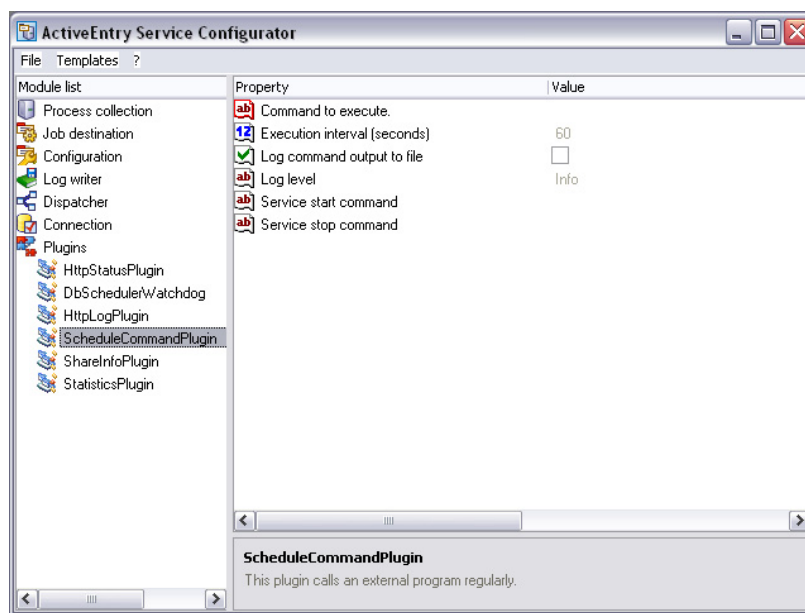 ActiveEntry Service Configurator
File Templates ?
Module list
Process collection
Job destination
Configuration
Log writer
Dispatcher
Connection
Plugins
HttpStatusPlugin
DbSchedulerWatchdog
HttpLogPlugin
ScheduleCommandPlugin
ShareInfoPlugin
StatisticsPlugin
Property Value
Command to execute.
Execution interval (seconds) 60
Log command output to file
Log level Info
Service start command
Service stop command
ScheduleCommandPlugin
This plugin calls an external program regularly.